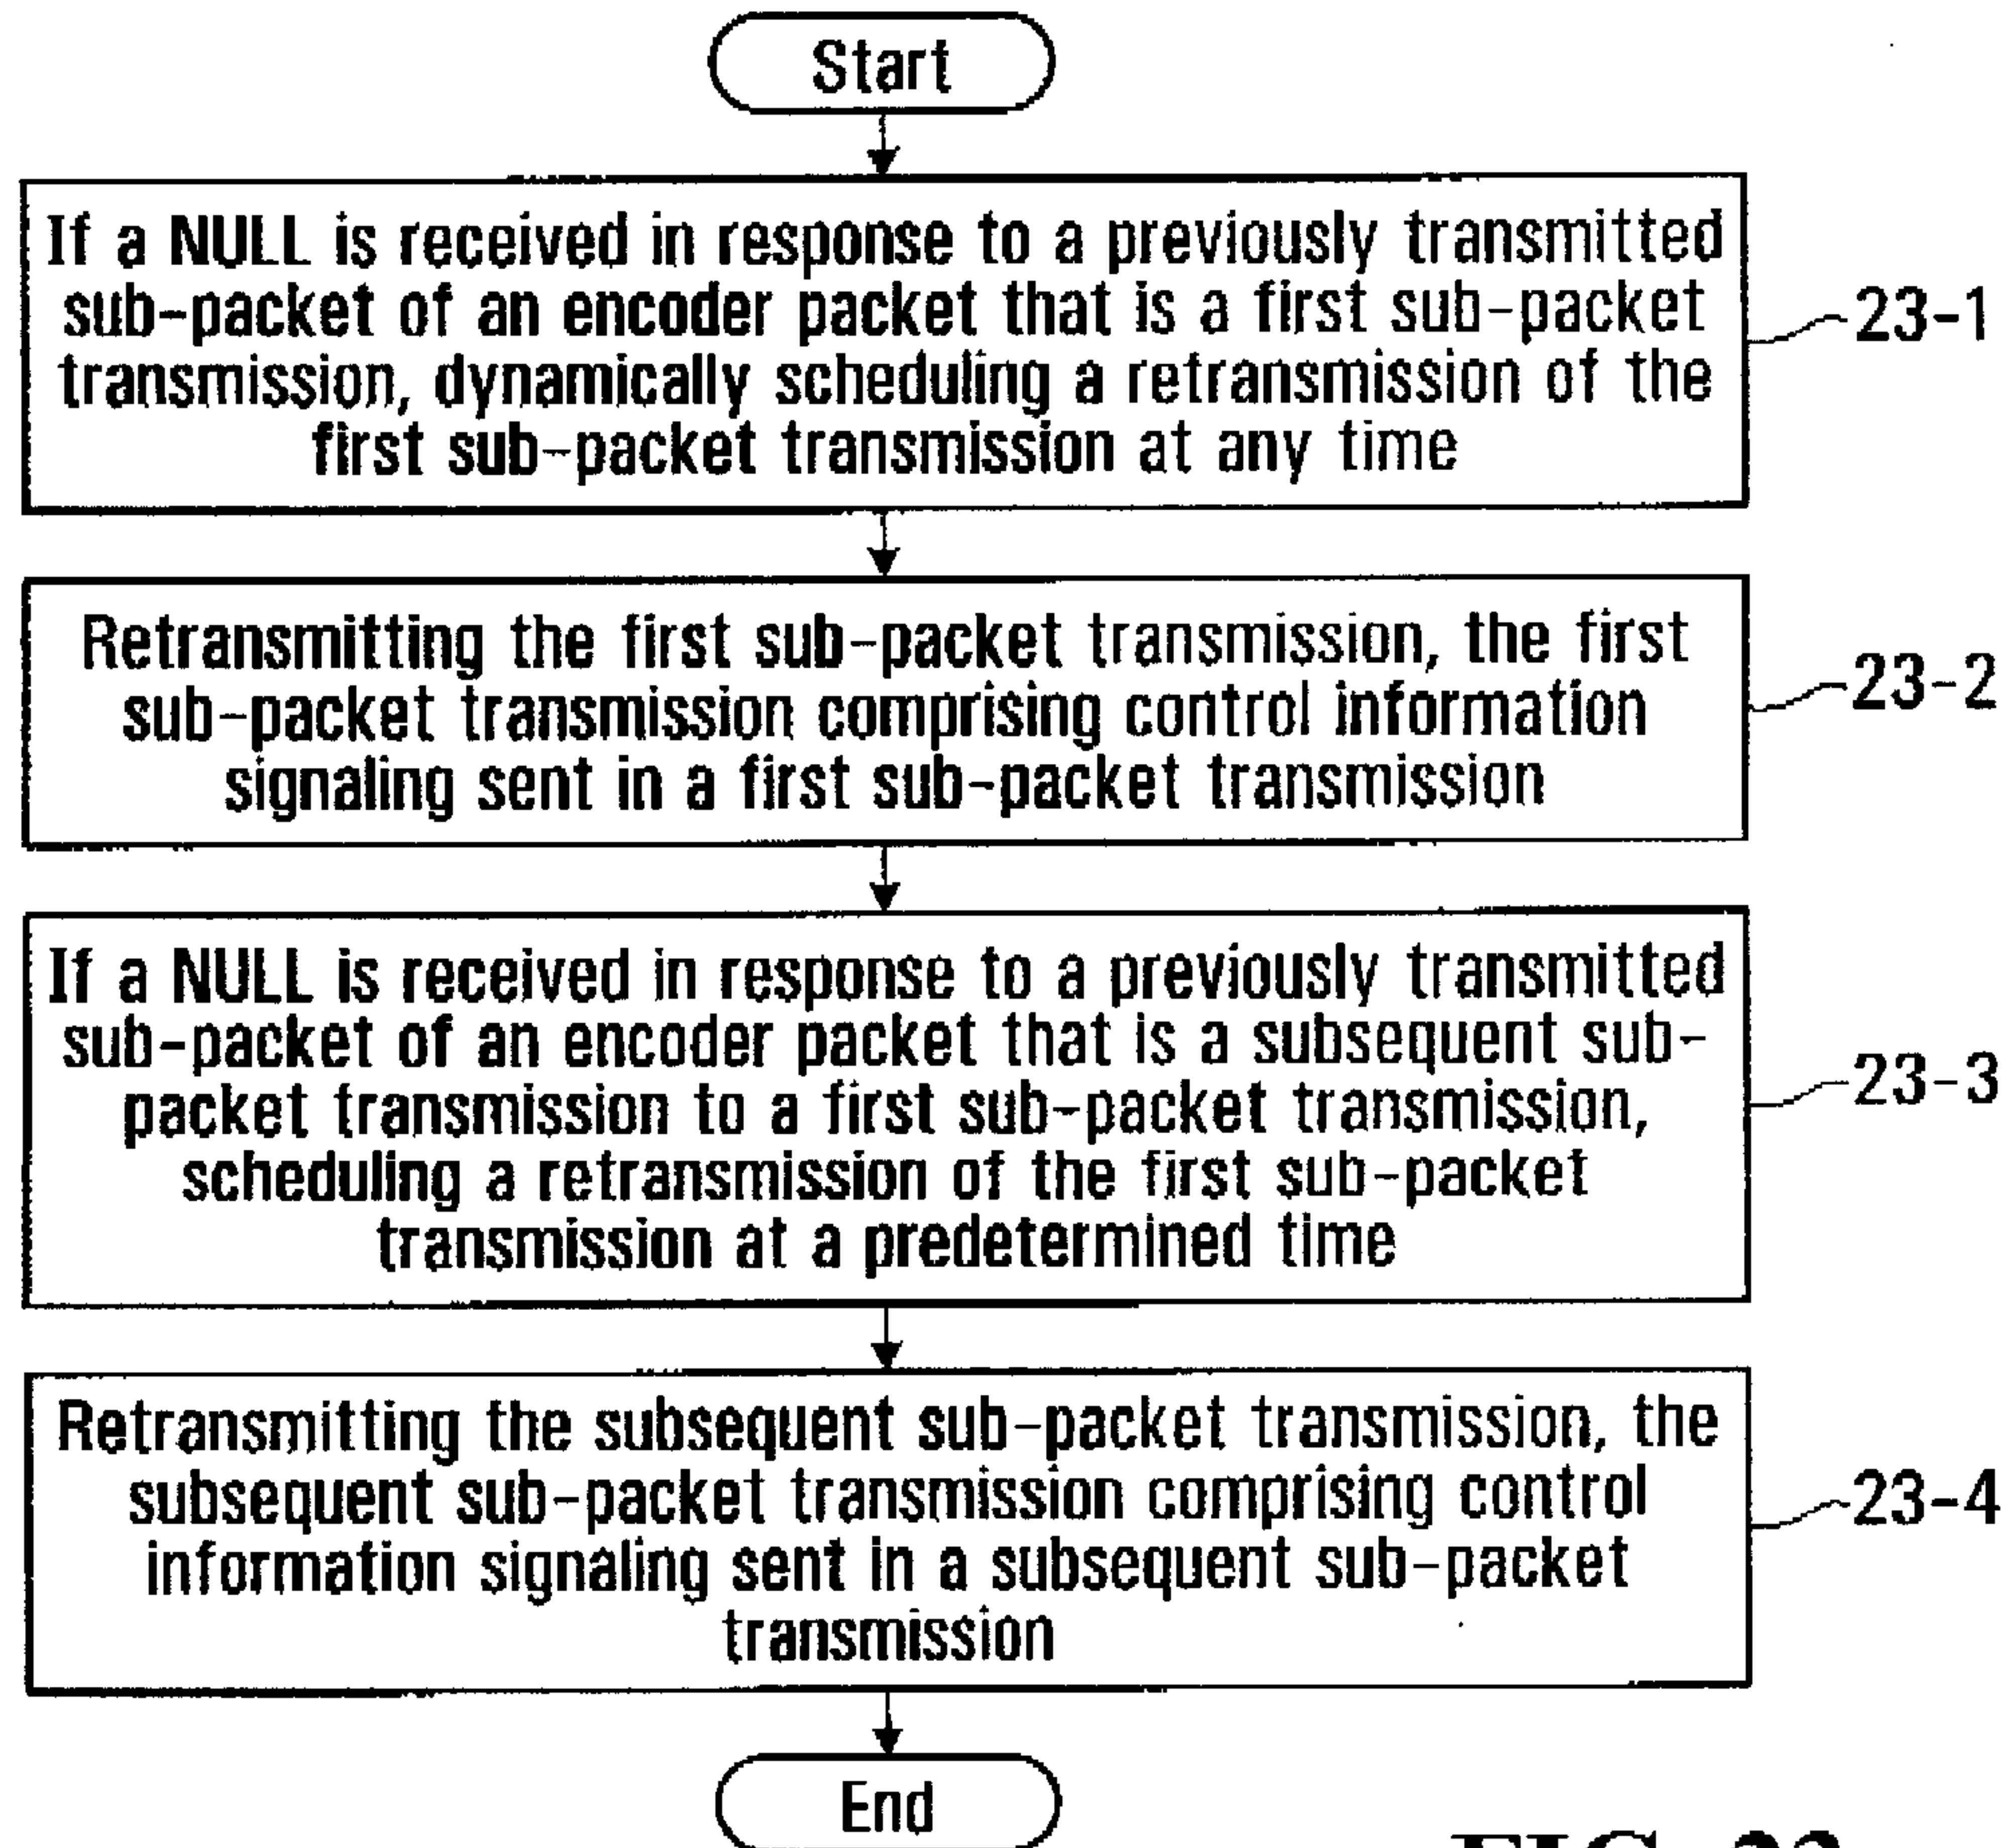 Start
If a NULL is received in response to a previously transmitted
sub-packet of an encoder packet that is a first sub-packet
transmission, dynamically scheduling a retransmission of the
first sub-packet transmission at any time
23-1
Retransmitting the first sub-packet transmission, the first
sub-packet transmission comprising control information
signaling sent in a first sub-packet transmission
23-2
If a NULL is received in response to a previously transmitted
sub-packet of an encoder packet that is a subsequent sub-
packet transmission to a first sub-packet transmission,
scheduling a retransmission of the first sub-packet
transmission at a predetermined time
23-3
Retransmitting the subsequent sub-packet transmission, the
subsequent sub-packet transmission comprising control
information signaling sent in a subsequent sub-packet
transmission
23-4
End